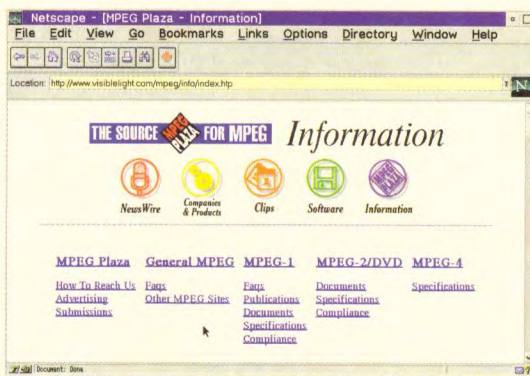 Netscape - [MPEG Plaza - Information]
File Edit View Go Bookmarks Links Options Directory Window Help
Location: http://www.visiblelight.com/mpeg/info/index.htp
N
THE SOURCE MPEG PLAZA FOR MPEG Information
NewsWire Companies & Products Clips Software Information
MPEG PLAZA
MPEG Plaza General MPEG MPEG-1 MPEG-2/DVD MPEG-4
How To Reach Us Faqs Faqs Documents Specifications
Advertising Other MPEG Sites Publications Specifications
Submissions Documents Compliance
Specifications
Compliance
Document: Done